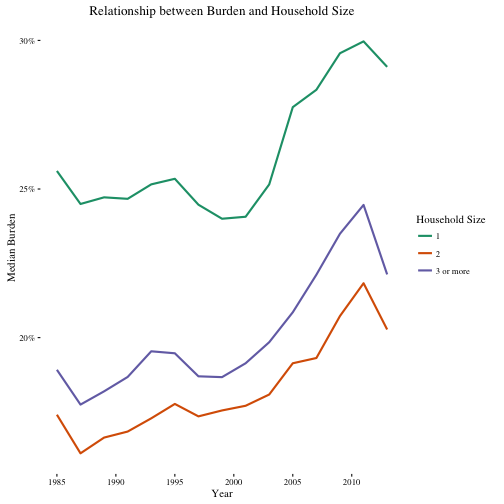 Relationship between Burden and Household Size
30%
25%
20%
Median Burden
1985
1990
1995
2000
2005
2010
Year
Household Size
1
2
3 or more